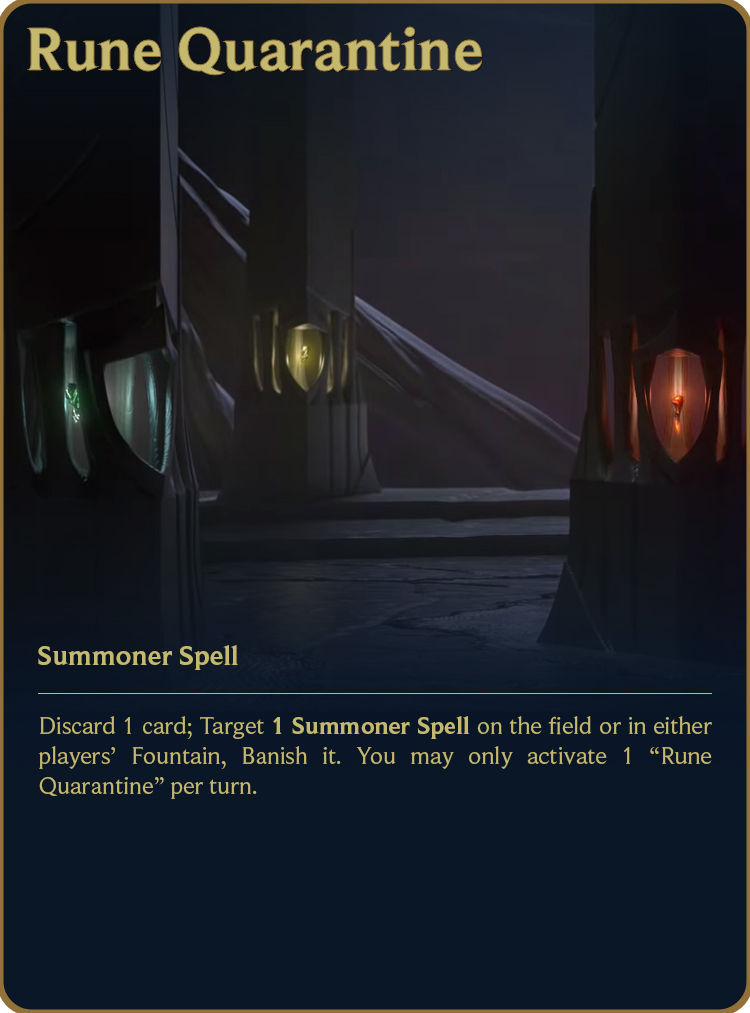 Rune Quarantine
Summoner Spell
Discard 1 card; Target 1 Summoner Spell on the field or in either
players’ Fountain, Banish it. You may only activate 1 “Rune
Quarantine” per turn.